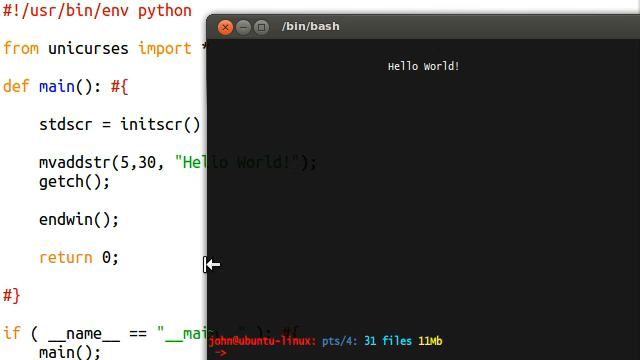 #!/usr/bin/env python
from unicurses import *
def main(): #{
stdscr = initscr()
mvaddstr(5,30, "Hello World!");
getch();
endwin();
return 0;
#}
if ( __name__ == "__main__" ): #{
main();
/bin/bash
Hello World!
john@ubuntu-linux: pts/4: 31 files 11Mb
->